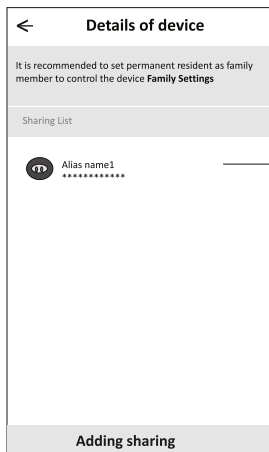 Details of device
It is recommended to set permanent resident as family
member to control the device Family Settings
Sharing List
Alias name1
************
Adding sharing